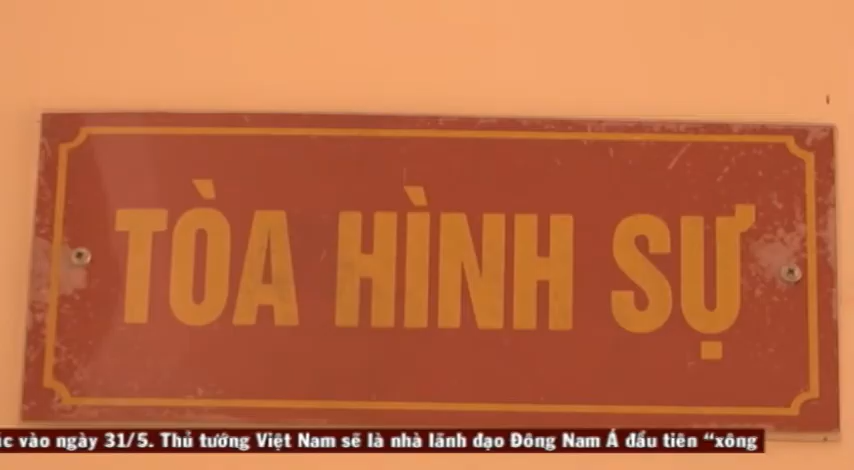 TÒA HÌNH SỰ
vào ngày 31/5. Thủ tướng Việt Nam sẽ là nhà lãnh đạo Đông Nam Á đầu tiên “xông